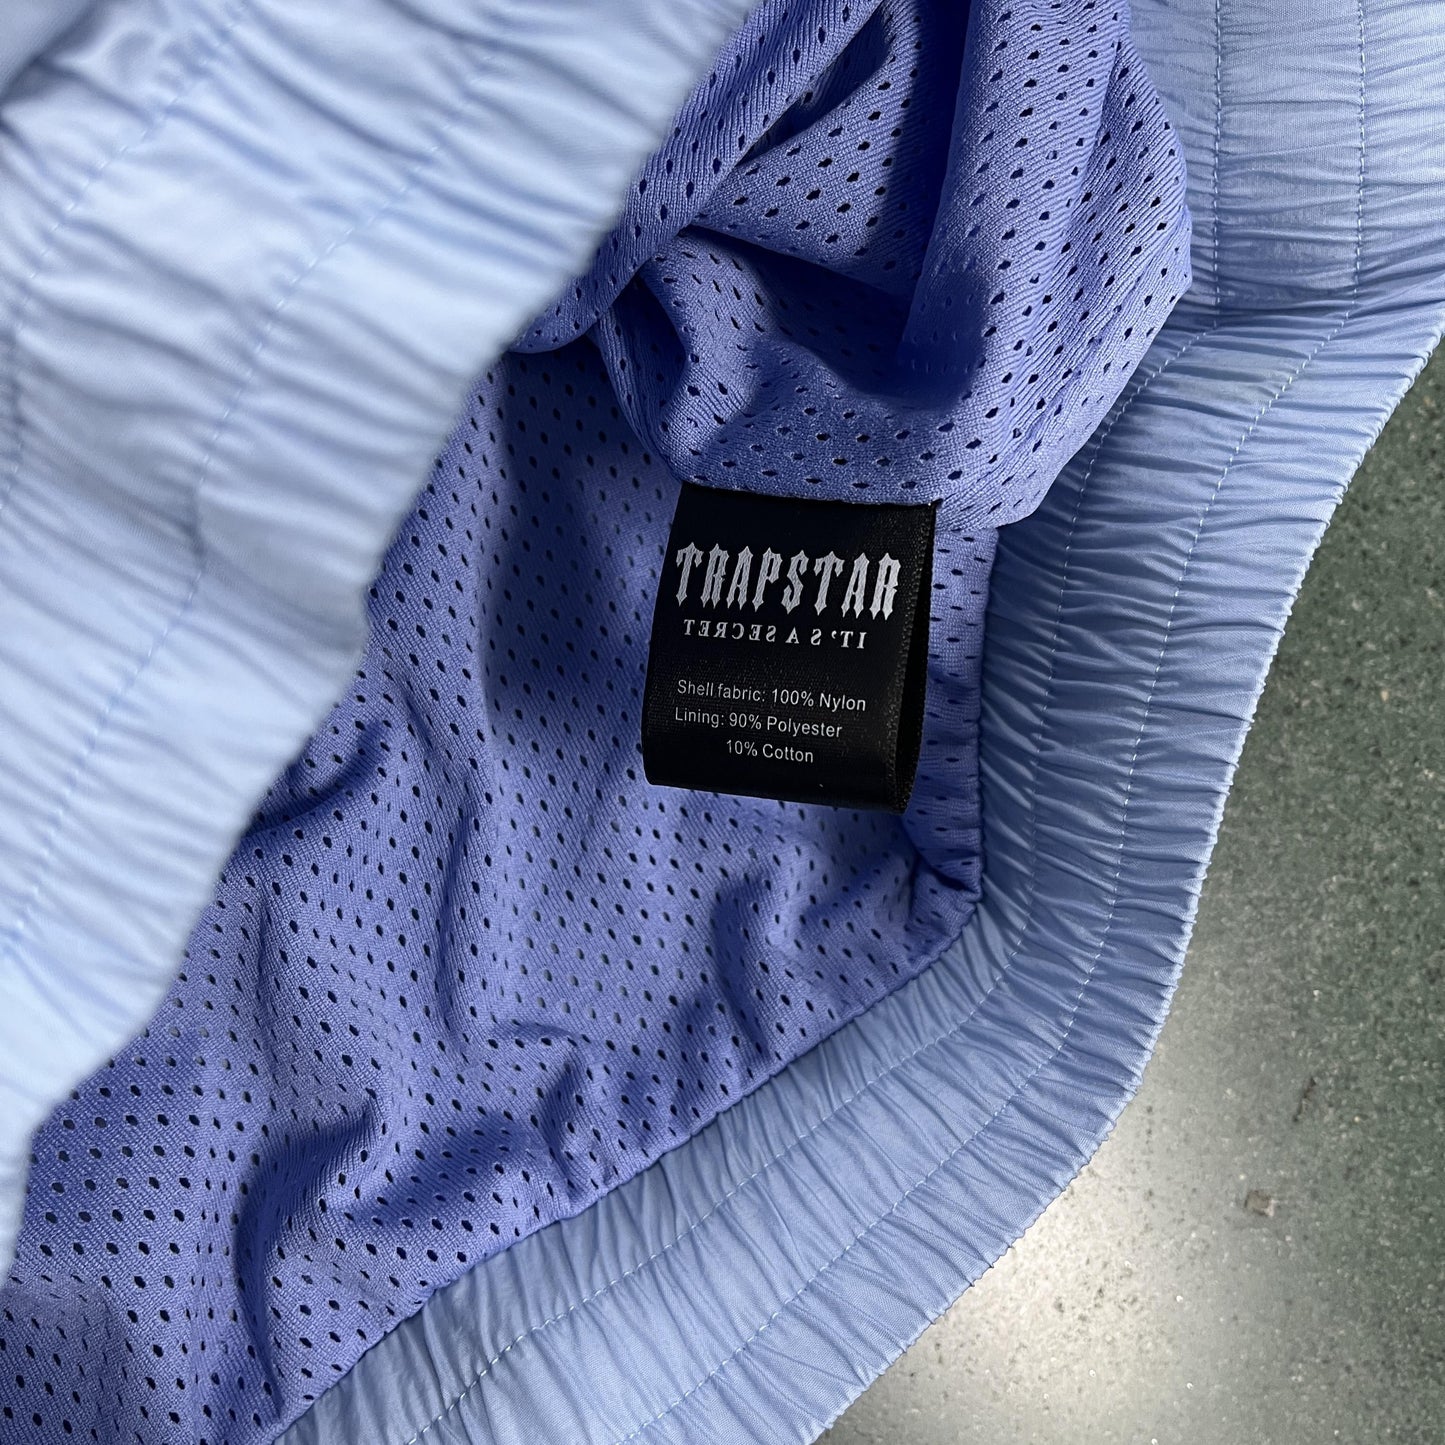 TRAPSTAR
IT'S A SECRET
Shell fabric: 100% Nylon
Lining: 90% Polyester
10% Cotton